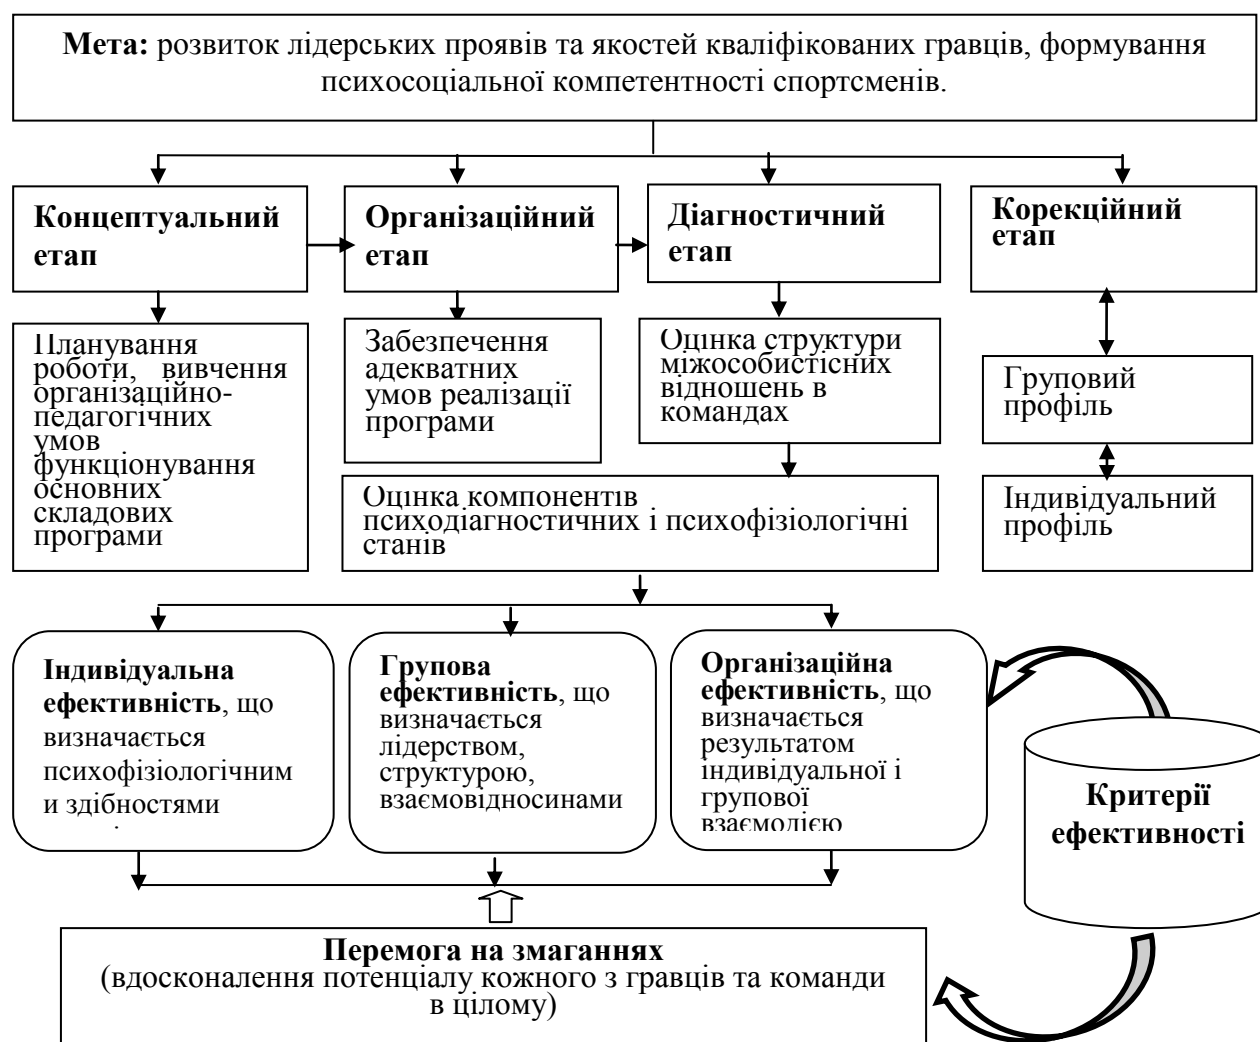 Мета: розвиток лідерських проявів та якостей кваліфікованих гравців, формування
психосоціальної компетентності спортсменів.
Концептуальний
етап
Організаційний
етап
Діагностичний
етап
Корекційний
етап
Планування
роботи, вивчення
організаційно-
педагогічних
умов
функціонування
основних
складових
програми
Забезпечення
адекватних
умов реалізації
програми
Оцінка структури
міжособистісних
відношень в
командах
Груповий
профіль
Індивідуальний
профіль
Оцінка компонентів
психодіагностичних і психофізіологічні
станів
Індивідуальна
ефективність, що
визначається
психофізіологічним
и здібностями
Групова
ефективність, що
визначається
лідерством,
структурою,
взаємовідносинами
Організаційна
ефективність, що
визначається
результатом
індивідуальної і
групової
взаємодією
Критерії
ефективності
Перемога на змаганнях
(вдосконалення потенціалу кожного з гравців та команди
в цілому)